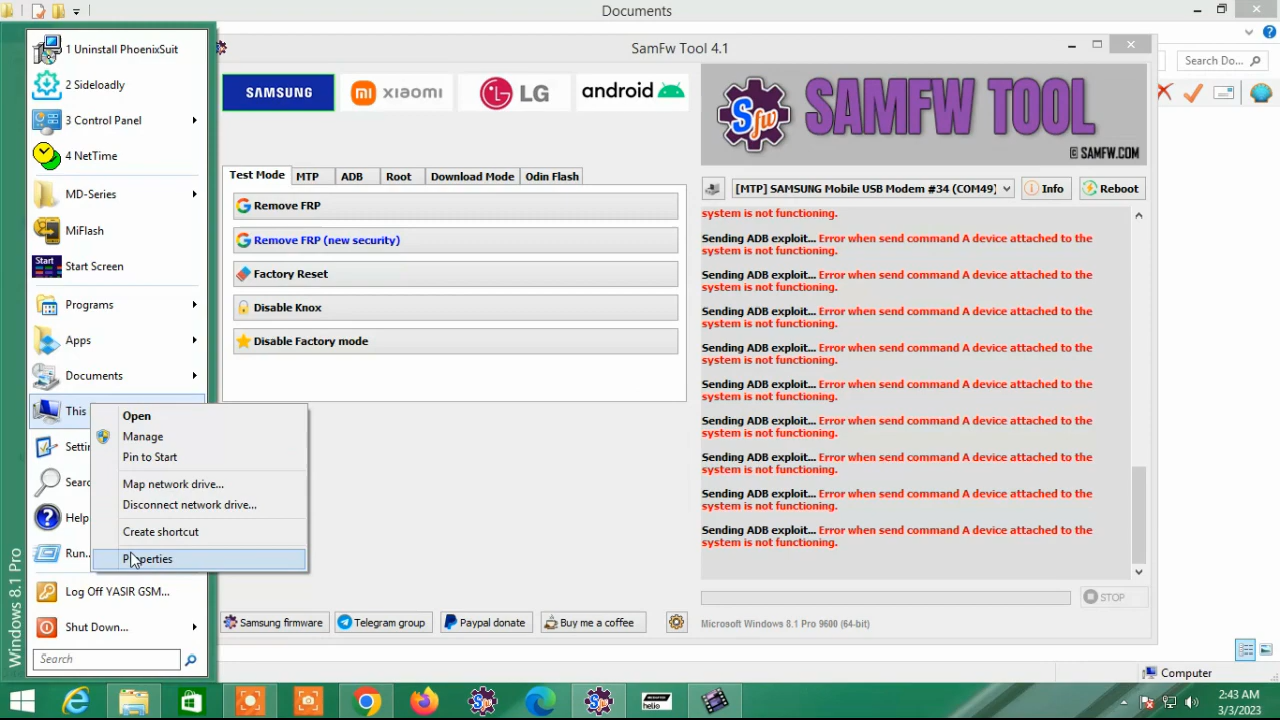 Documents
Search Do...
1 Uninstall PhoenixSuit
2 Sideloadly
3 Control Panel
4 NetTime
MD-Series
MiFlash
Start
Start Screen
Programs
Apps
Documents
This
Setti
Searc
Help
Run...
Log Off YASIR GSM...
Shut Down...
Search
Windows 8.1 Pro
Open
Manage
Pin to Start
Map network drive...
Disconnect network drive...
Create shortcut
Properties
SamFw Tool 4.1
SAMSUNG
mi xiaomi
LG
android
Sfw SAMFW TOOL
© SAMFW.COM
Test Mode MTP ADB Root Download Mode Odin Flash
Remove FRP
Remove FRP (new security)
Factory Reset
Disable Knox
Disable Factory mode
[MTP] SAMSUNG Mobile USB Modem #34 (COM49)
Info
Reboot
system is not functioning.
Sending ADB exploit... Error when send command A device attached to the
system is not functioning.
Sending ADB exploit... Error when send command A device attached to the
system is not functioning.
Sending ADB exploit... Error when send command A device attached to the
system is not functioning.
Sending ADB exploit... Error when send command A device attached to the
system is not functioning.
Sending ADB exploit... Error when send command A device attached to the
system is not functioning.
Sending ADB exploit... Error when send command A device attached to the
system is not functioning.
Sending ADB exploit... Error when send command A device attached to the
system is not functioning.
Sending ADB exploit... Error when send command A device attached to the
system is not functioning.
Sending ADB exploit... Error when send command A device attached to the
system is not functioning.
STOP
Samsung firmware
Telegram group
Paypal donate
Buy me a coffee
Microsoft Windows 8.1 Pro 9600 (64-bit)
Computer
helio
2:43 AM
3/3/2023